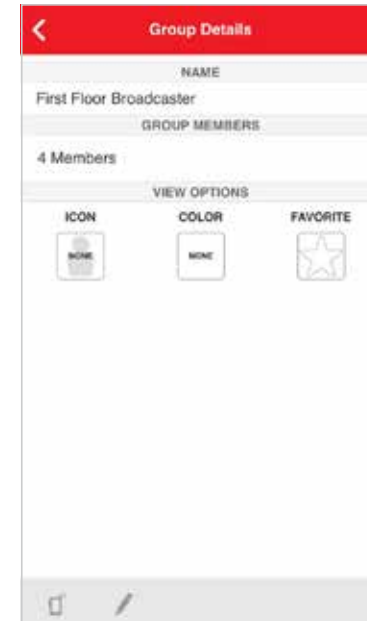 Group Details
NAME
First Floor Broadcaster
GROUP MEMBERS
4 Members
VIEW OPTIONS
ICON COLOR FAVORITE
NONE NONE